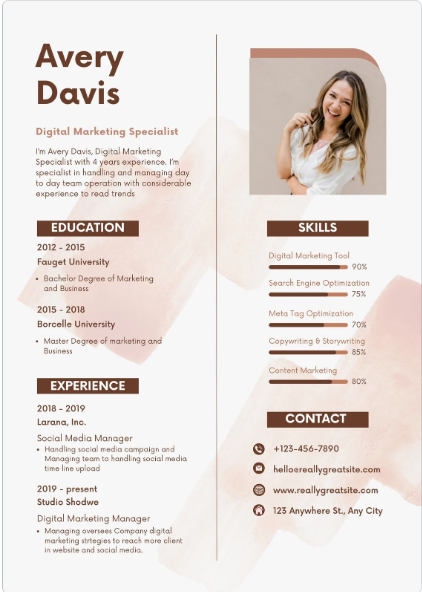 Avery
Davis
Digital Marketing Specialist
I'm Avery Davis, Digital Marketing
Specialist with 4 years experience. I'm
specialist in handling and managing day
to day team operation with considerable
experience to read trends
EDUCATION
2012 - 2015
Fauget University
• Bachelor Degree of Marketing
and Business
2015 - 2018
Borcelle University
• Master Degree of marketing and
Business
EXPERIENCE
2018 - 2019
Larana, Inc.
Social Media Manager
• Handling social media campaign and
Managing team to handling social media
time line upload
2019 - present
Studio Shodwe
Digital Marketing Manager
• Managing oversees Company digital
marketing strtegies to reach more client
in website and social media.
SKILLS
Digital Marketing Tool
90%
Search Engine Optimization
75%
Meta Tag Optimization
70%
Copywriting & Storywriting
85%
Content Marketing
80%
CONTACT
+123-456-7890
hello@reallygreatsite.com
www.reallygreatsite.com
123 Anywhere St., Any City